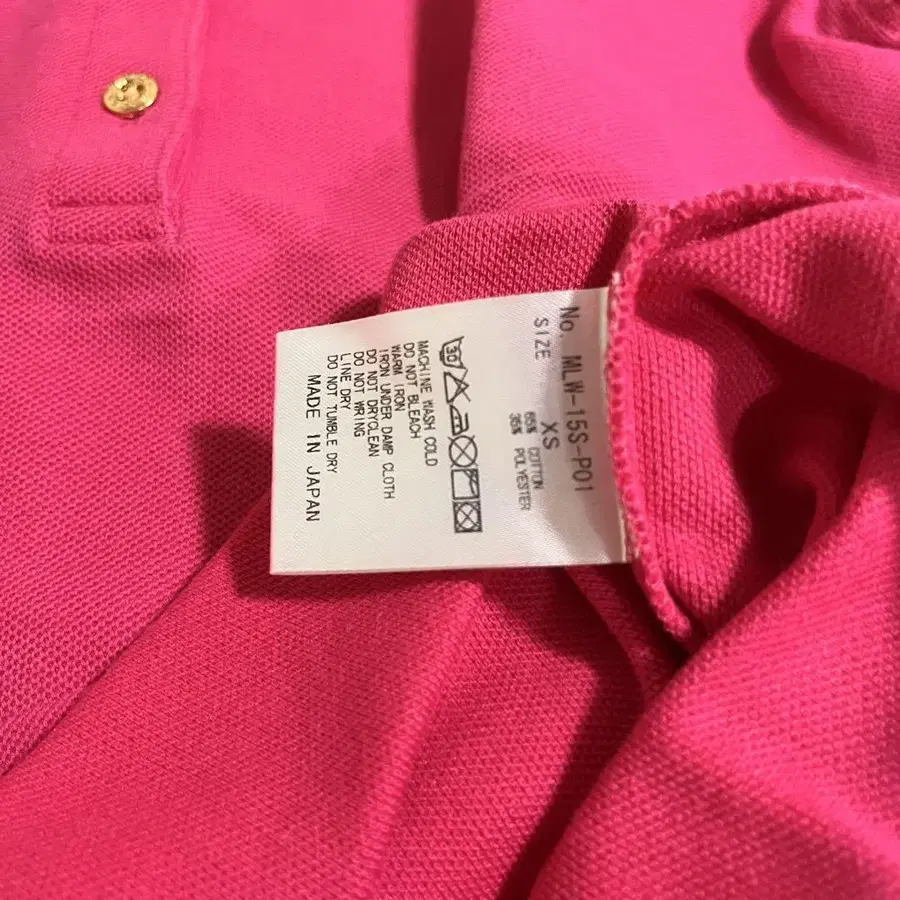 No. MLW-15S-P01
SIZE XS
65% COTTON
35% POLYESTER
30
MACHINE WASH COLD
DO NOT BLEACH
WARM IRON
IRON UNDER DAMP CLOTH
DO NOT DRYCLEAN
DO NOT WRING
LINE DRY
DO NOT TUMBLE DRY
MADE IN JAPAN